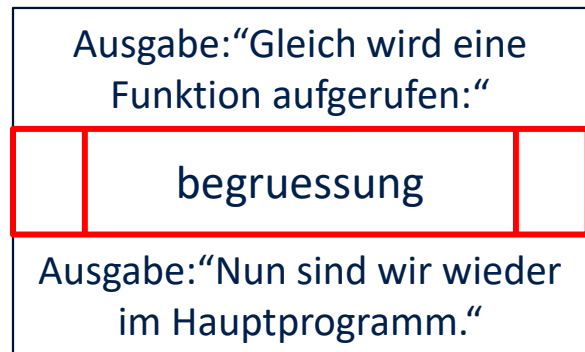 Ausgabe:“Gleich wird eine
Funktion aufgerufen:“
begruessung
Ausgabe:“Nun sind wir wieder
im Hauptprogramm.“